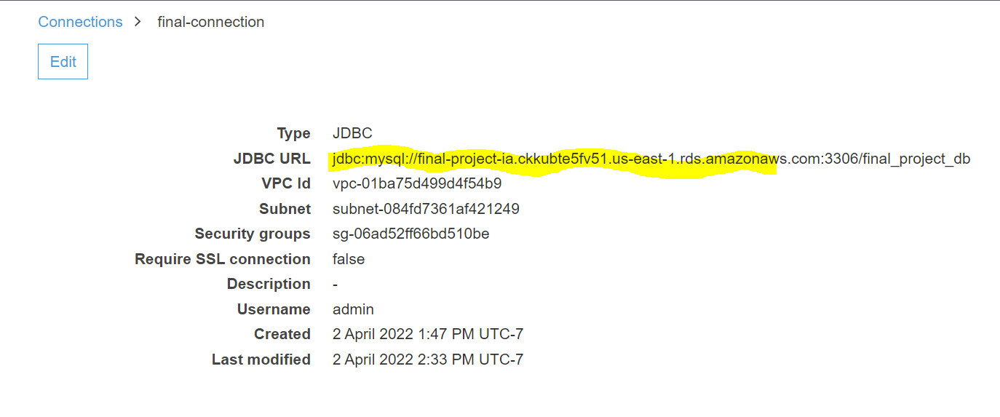 Connections > final-connection
Edit
Type JDBC
JDBC URL jdbc:mysql://final-project-ia.ckkubte5fv51.us-east-1.rds.amazonaws.com:3306/final_project_db
VPC Id vpc-01ba75d499d4f54b9
Subnet subnet-084fd7361af421249
Security groups sg-06ad52ff66bd510be
Require SSL connection false
Description -
Username admin
Created 2 April 2022 1:47 PM UTC-7
Last modified 2 April 2022 2:33 PM UTC-7